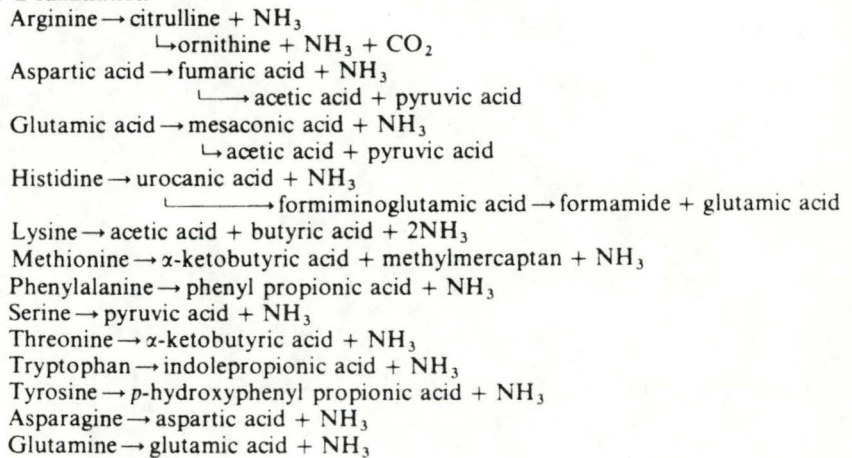 Arginine → citrulline + NH₃
↳ornithine + NH₃ + CO₂
Aspartic acid → fumaric acid + NH₃
↳ acetic acid + pyruvic acid
Glutamic acid → mesaconic acid + NH₃
↳acetic acid + pyruvic acid
Histidine → urocanic acid + NH₃
↳ formiminoglutamic acid → formamide + glutamic acid
Lysine → acetic acid + butyric acid + 2NH₃
Methionine → α-ketobutyric acid + methylmercaptan + NH₃
Phenylalanine → phenyl propionic acid + NH₃
Serine → pyruvic acid + NH₃
Threonine → α-ketobutyric acid + NH₃
Tryptophan → indolepropionic acid + NH₃
Tyrosine → p-hydroxyphenyl propionic acid + NH₃
Asparagine → aspartic acid + NH₃
Glutamine → glutamic acid + NH₃